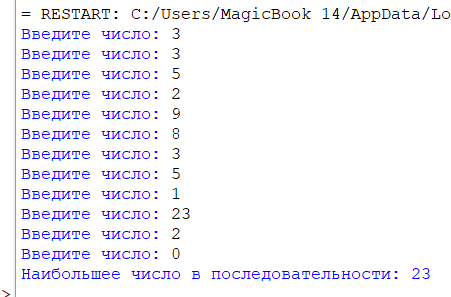 = RESTART: C:/Users/MagicBook 14/AppData/Lo
Введите число: 3
Введите число: 3
Введите число: 5
Введите число: 2
Введите число: 9
Введите число: 8
Введите число: 3
Введите число: 5
Введите число: 1
Введите число: 23
Введите число: 2
Введите число: 0
Наибольшее число в последовательности: 23
>